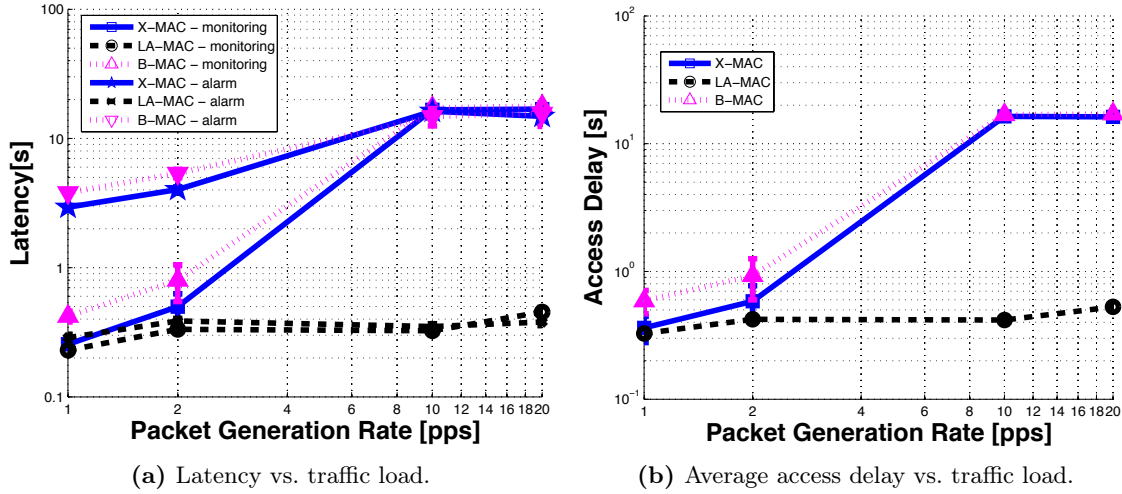 100
10
1
0.1
Latency[s]
X−MAC − monitoring
LA−MAC − monitoring
B−MAC − monitoring
X−MAC − alarm
LA−MAC − alarm
B−MAC − alarm
1 2 4 6 8 10 12 14 16 18 20
Packet Generation Rate [pps]
(a) Latency vs. traffic load.
10^2
10^1
10^0
10^−1
Access Delay [s]
X−MAC
LA−MAC
B−MAC
1 2 4 6 8 10 12 14 16 18 20
Packet Generation Rate [pps]
(b) Average access delay vs. traffic load.